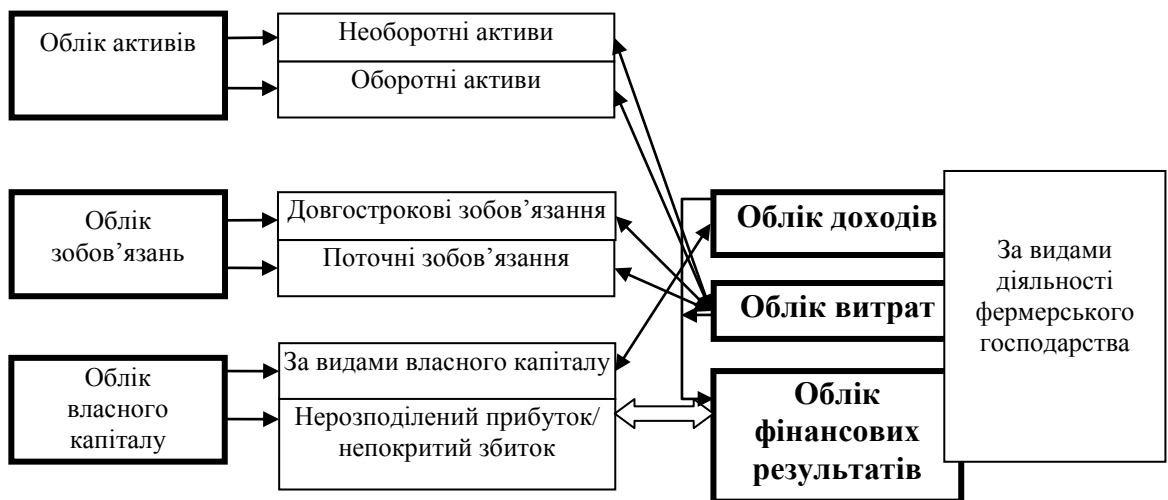 Облік активів
Необоротні активи
Оборотні активи
Облік
зобов’язань
Довгострокові зобов’язання
Поточні зобов’язання
Облік
власного
капіталу
За видами власного капіталу
Нерозподілений прибуток/
непокритий збиток
Облік доходів
Облік витрат
Облік
фінансових
результатів
За видами
діяльності
фермерського
господарства